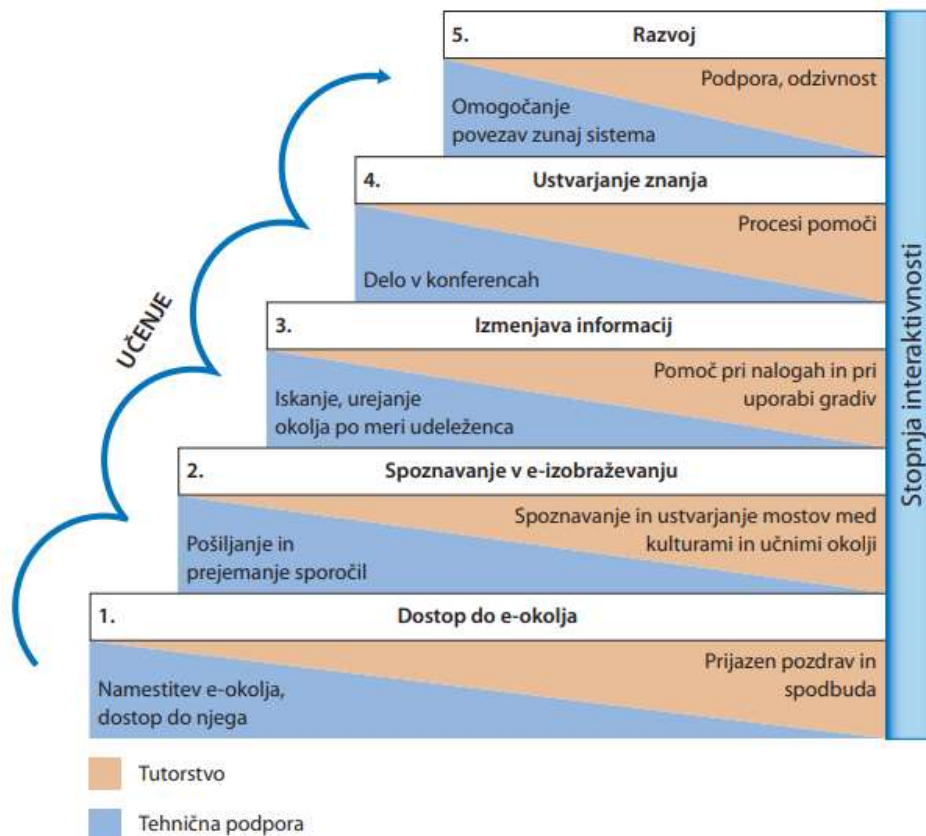 5. Razvoj
Podpora, odzivnost
Omogočanje
povezav zunaj sistema
4. Ustvarjanje znanja
Procesi pomoči
Delo v konferencah
3. Izmenjava informacij
Pomoč pri nalogah in pri
uporabi gradiv
Iskanje, urejanje
okolja po meri udeleženca
2. Spoznavanje v e-izobraževanju
Spoznavanje in ustvarjanje mostov med
kulturami in učnimi okolji
Pošiljanje in
prejemanje sporočil
1. Dostop do e-okolja
Prijazen pozdrav in
spodbuda
Namestitev e-okolja,
dostop do njega
UČENJE
Stopnja interaktivnosti
Tutorstvo
Tehnična podpora